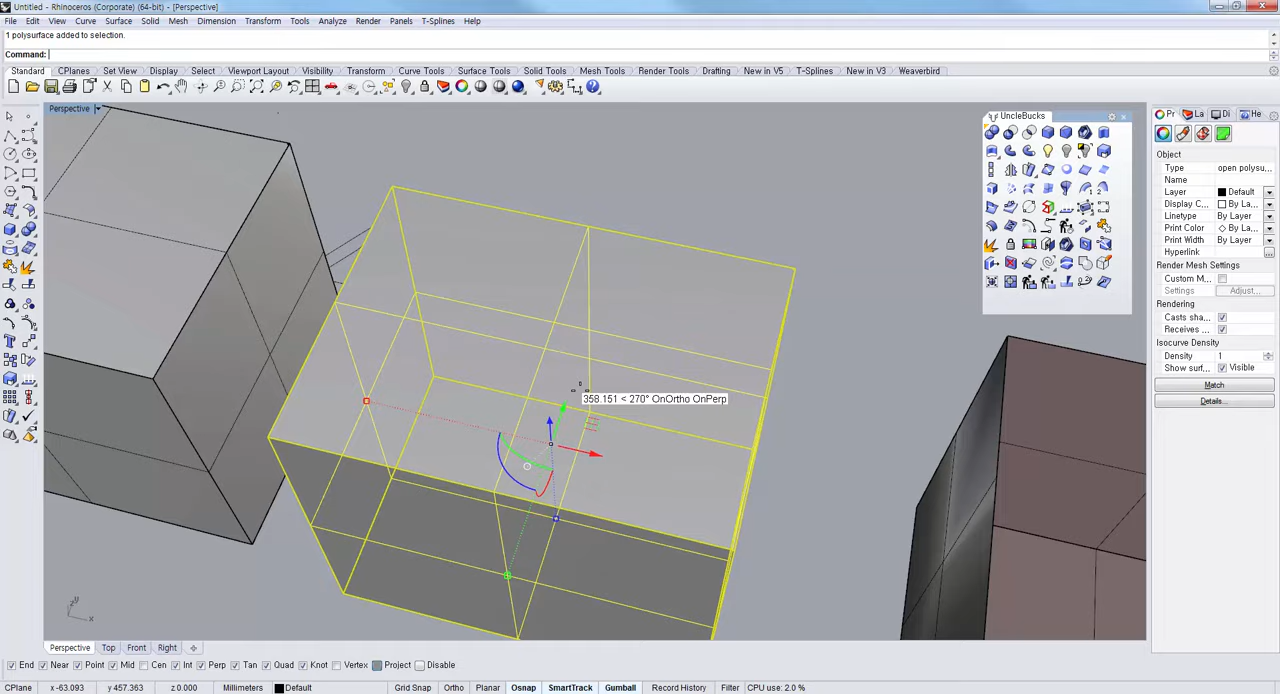 Untitled - Rhinoceros (Corporate) (64-bit) - [Perspective]
File Edit View Curve Surface Solid Mesh Dimension Transform Tools Analyze Render Panels T-Splines Help
1 polysurface added to selection.
Command:
Standard CPlanes Set View Display Select Viewport Layout Visibility Transform Curve Tools Surface Tools Solid Tools Mesh Tools Render Tools Drafting New in V5 T-Splines New in V3 Weaverbird
Perspective
UncleBucks
Pr La Di He
Object
Type open polysu...
Name
Layer Default
Display C... By La...
Linetype By Layer
Print Color By La...
Print Width By Layer
Hyperlink ...
Render Mesh Settings
Custom M...
Settings Adjust...
Rendering
Casts sha...
Receives ...
Isocurve Density
Density 1
Show surf... Visible
Match
Details...
358.151 < 270° OnOrtho OnPerp
x
Perspective Top Front Right
End Near Point Mid Cen Int Perp Tan Quad Knot Vertex Project Disable
CPlane x -63.093 y 457.363 z 0.000 Millimeters Default Grid Snap Ortho Planar Osnap SmartTrack Gumball Record History Filter CPU use: 2.0 %